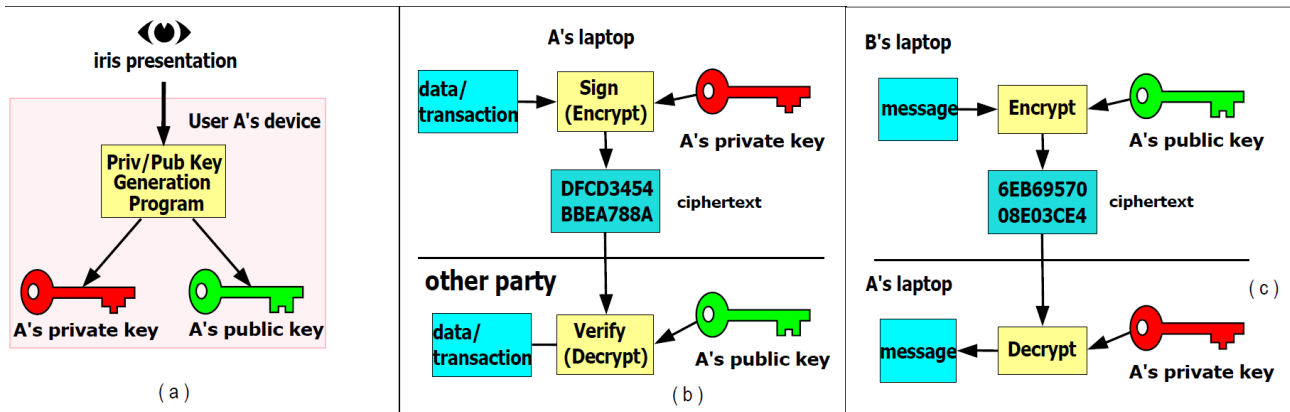 iris presentation
User A's device
Priv/Pub Key
Generation
Program
A's private key
A's public key
( a )
A's laptop
data/
transaction
Sign
(Encrypt)
A's private key
DFCD3454
BBEA788A
ciphertext
other party
data/
transaction
Verify
(Decrypt)
A's public key
( b )
B's laptop
message
Encrypt
A's public key
6EB69570
08E03CE4
ciphertext
A's laptop
( c )
message
Decrypt
A's private key